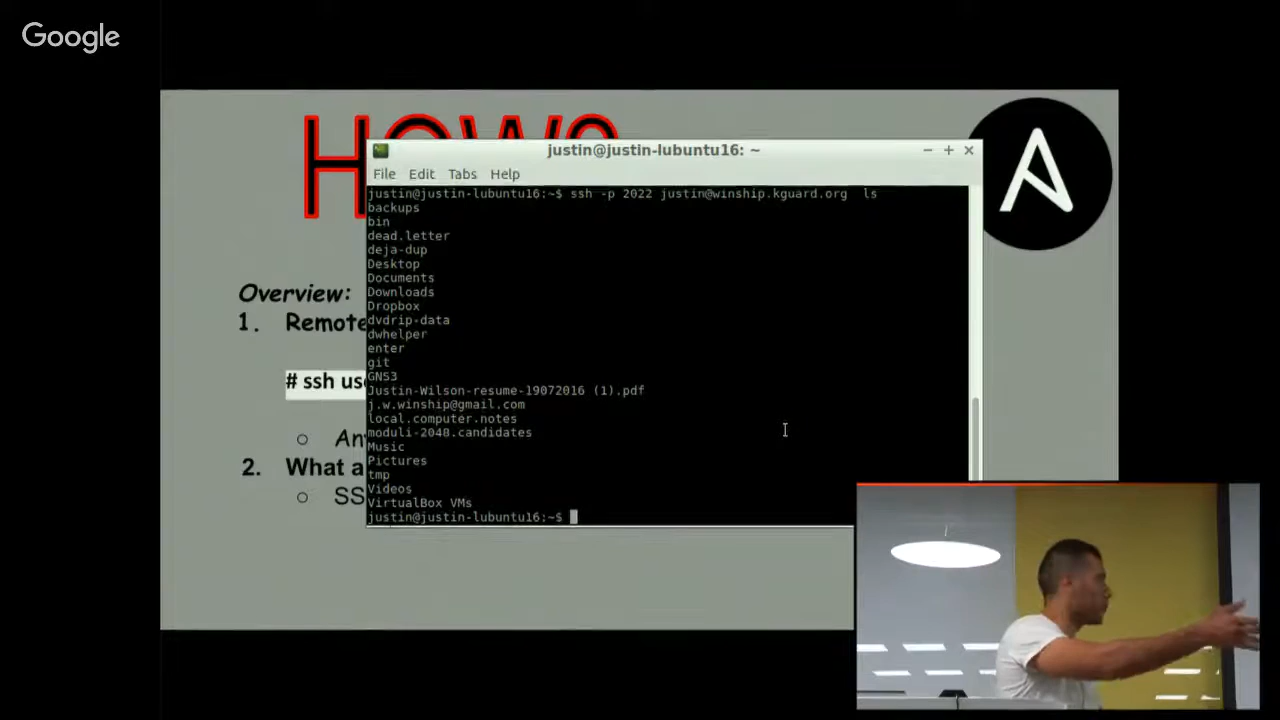 Google
HOW?
justin@justin-lubuntu16: ~
File Edit Tabs Help
justin@justin-lubuntu16:~$ ssh -p 2022 justin@winship.kguard.org  ls
backups
bin
dead.letter
deja-dup
Desktop
Documents
Downloads
Dropbox
dvdrip-data
dwhelper
enter
git
GNS3
Justin-Wilson-resume-19072016 (1).pdf
j.w.winship@gmail.com
local.computer.notes
moduli-2048.candidates
Music
Pictures
tmp
Videos
VirtualBox VMs
justin@justin-lubuntu16:~$
Overview:
1. Remote
# ssh use
An
2. What a
SS